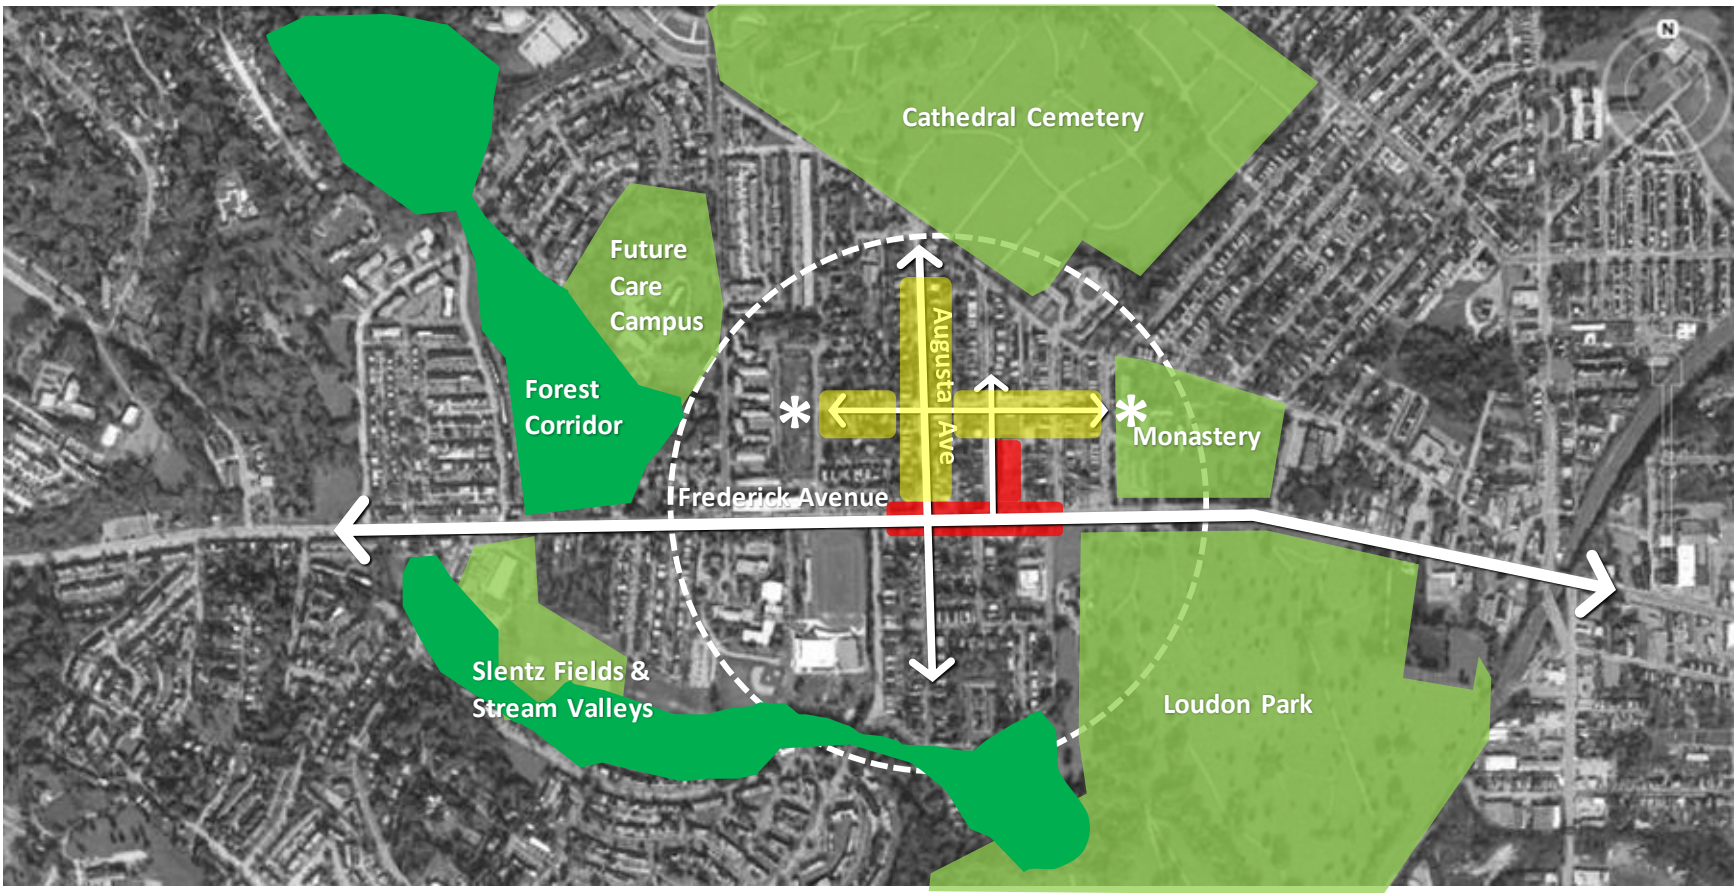 N
Cathedral Cemetery
Future
Care
Campus
Augusta Ave
Forest
Corridor
Monastery
Frederick Avenue
Slentz Fields &
Stream Valleys
Loudon Park